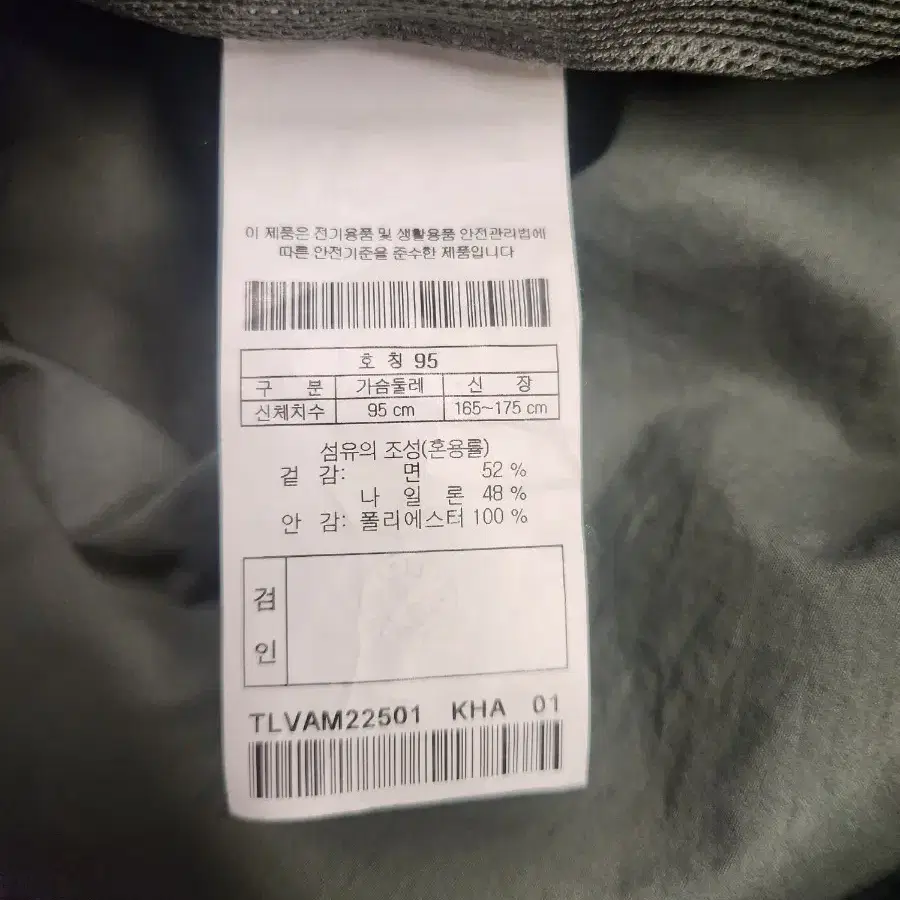 이 제품은 전기용품 및 생활용품 안전관리법에
따른 안전기준을 준수한 제품입니다
호 칭 95
구 분 가슴둘레 신 장
신체치수 95 cm 165~175 cm
섬유의 조성(혼용률)
겉 감: 면 52 %
나 일 론 48 %
안 감: 폴리에스터 100 %
검
인
TLVAM22501 KHA 01